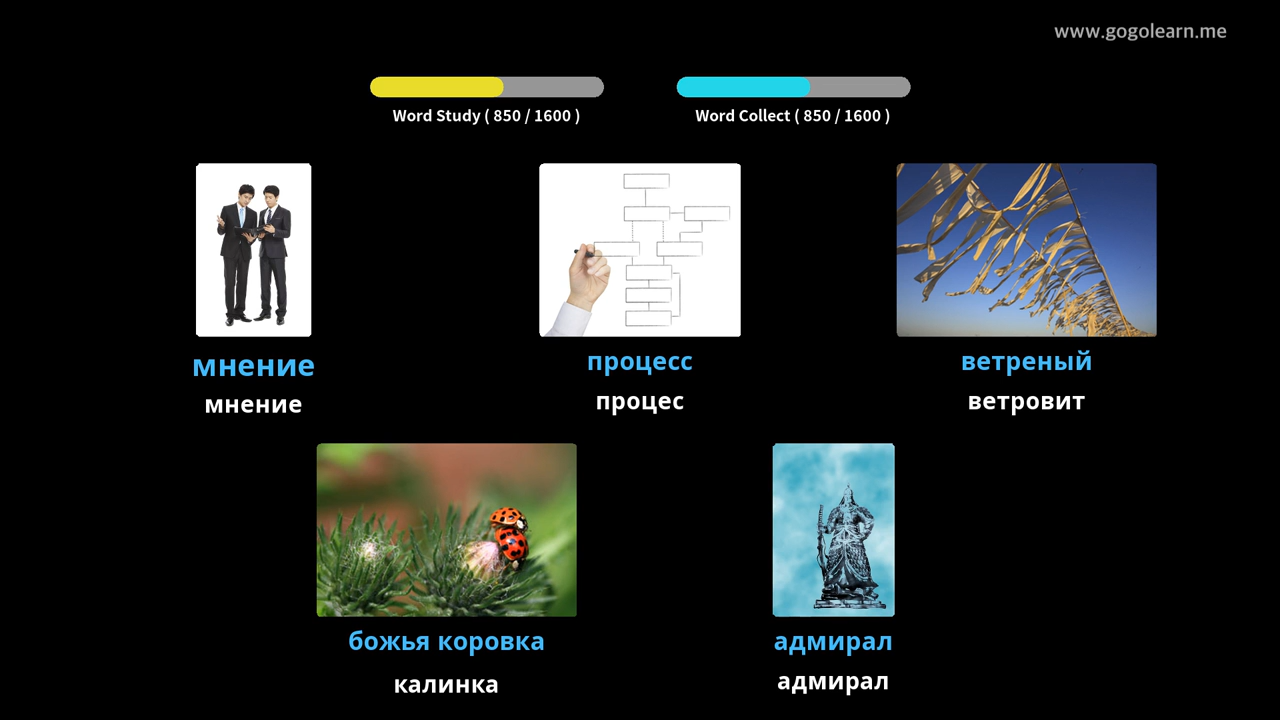 www.gogolearn.me
Word Study ( 850 / 1600 )
Word Collect ( 850 / 1600 )
мнение
мнение
процесс
процес
ветреный
ветровит
божья коровка
калинка
адмирал
адмирал